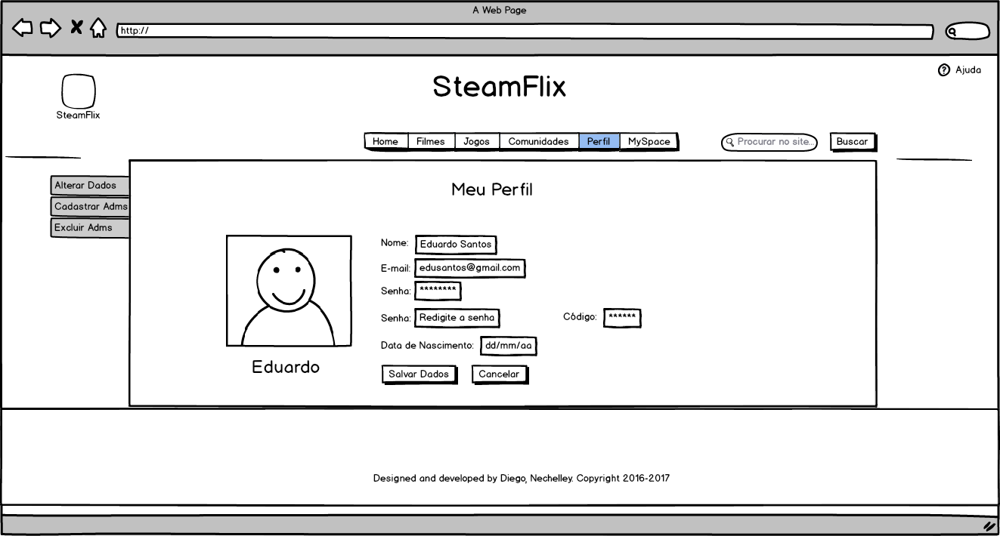 A Web Page
http://
Ajuda
SteamFlix
SteamFlix
Home Filmes Jogos Comunidades Perfil MySpace
Procurar no site...
Buscar
Alterar Dados
Cadastrar Adms
Excluir Adms
Meu Perfil
Eduardo
Nome: Eduardo Santos
E-mail: edusantos@gmail.com
Senha: ********
Senha: Redigite a senha
Código: ******
Data de Nascimento: dd/mm/aa
Salvar Dados Cancelar
Designed and developed by Diego, Nechelley. Copyright 2016-2017